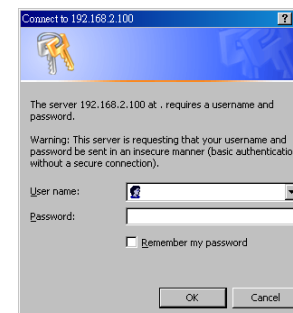 Connect to 192.168.2.100
The server 192.168.2.100 at . requires a username and
password.
Warning: This server is requesting that your username and
password be sent in an insecure manner (basic authentication
without a secure connection).
User name:
Password:
Remember my password
OK
Cancel